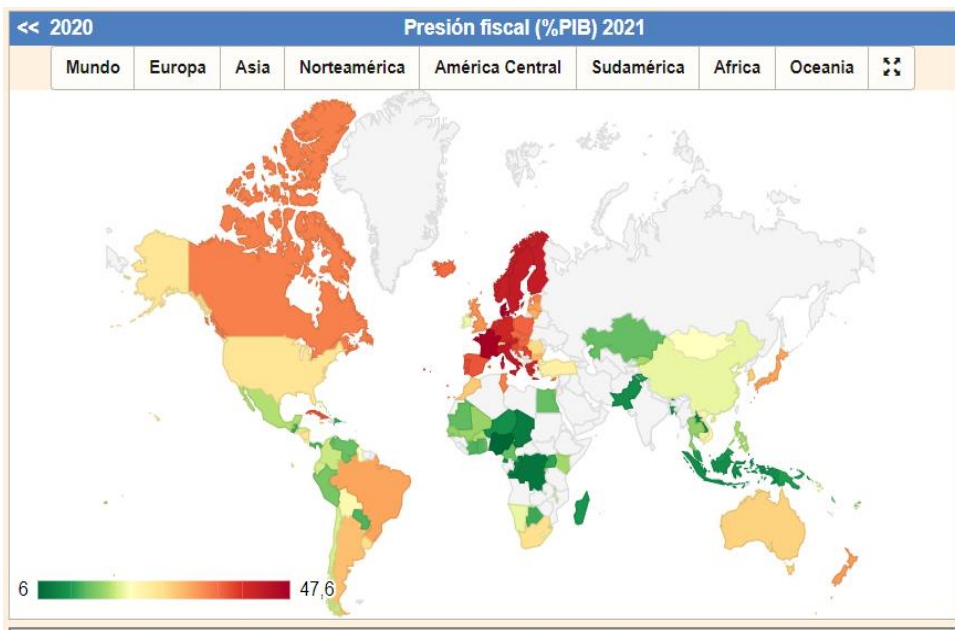 << 2020 Presión fiscal (%PIB) 2021
Mundo Europa Asia Norteamérica América Central Sudamérica Africa Oceania
6 47,6